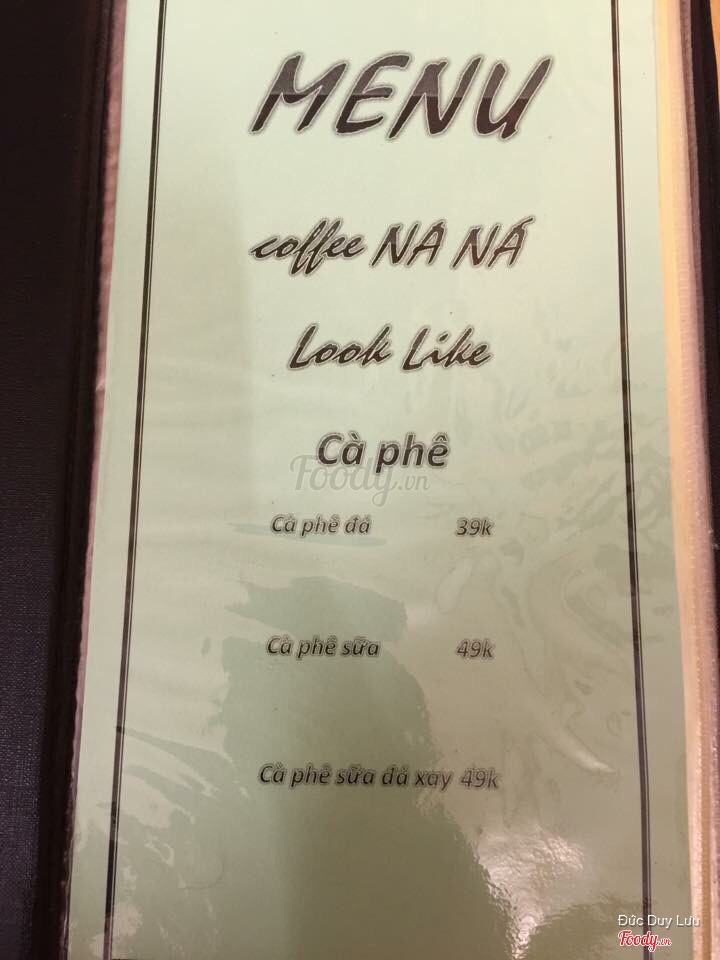 MENU
coffee NA NÁ
Look Like
Cà phê
Foody.vn
Cà phê đá 39k
Cà phê sữa 49k
Cà phê sữa đá xay 49k
Đức Duy Lưu
Foody.vn